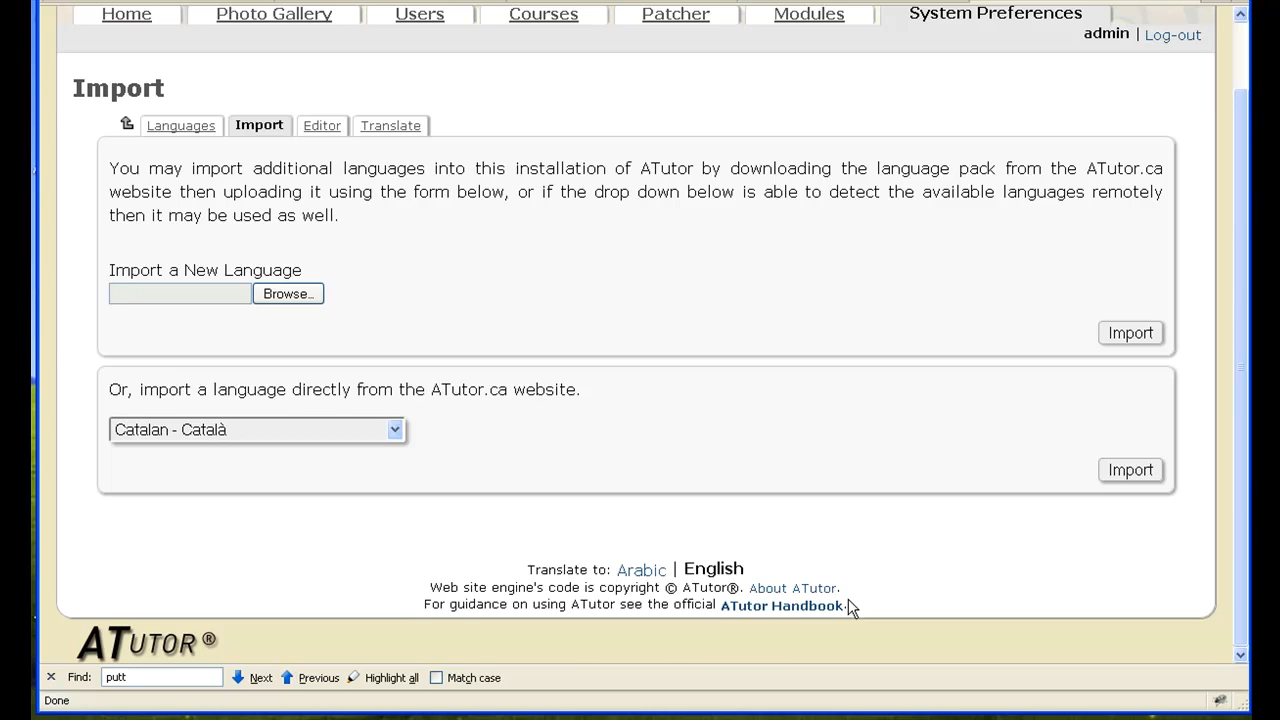 Home Photo Gallery Users Courses Patcher Modules System Preferences
admin | Log-out
Import
Languages Import Editor Translate
You may import additional languages into this installation of ATutor by downloading the language pack from the ATutor.ca
website then uploading it using the form below, or if the drop down below is able to detect the available languages remotely
then it may be used as well.
Import a New Language
Browse...
Import
Or, import a language directly from the ATutor.ca website.
Catalan - Català
Import
Translate to: Arabic | English
Web site engine's code is copyright © ATutor®. About ATutor.
For guidance on using ATutor see the official ATutor Handbook.
ATUTOR ®
Find: putt Next Previous Highlight all Match case
Done